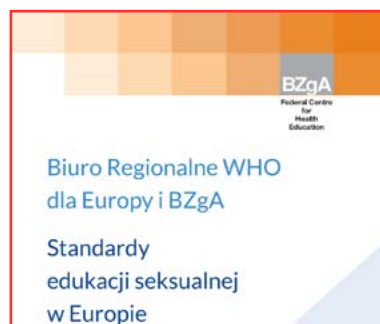 BZgA
Federal Centre
for
Health
Education
Biuro Regionalne WHO
dla Europy i BZgA
Standardy
edukacji seksualnej
w Europie